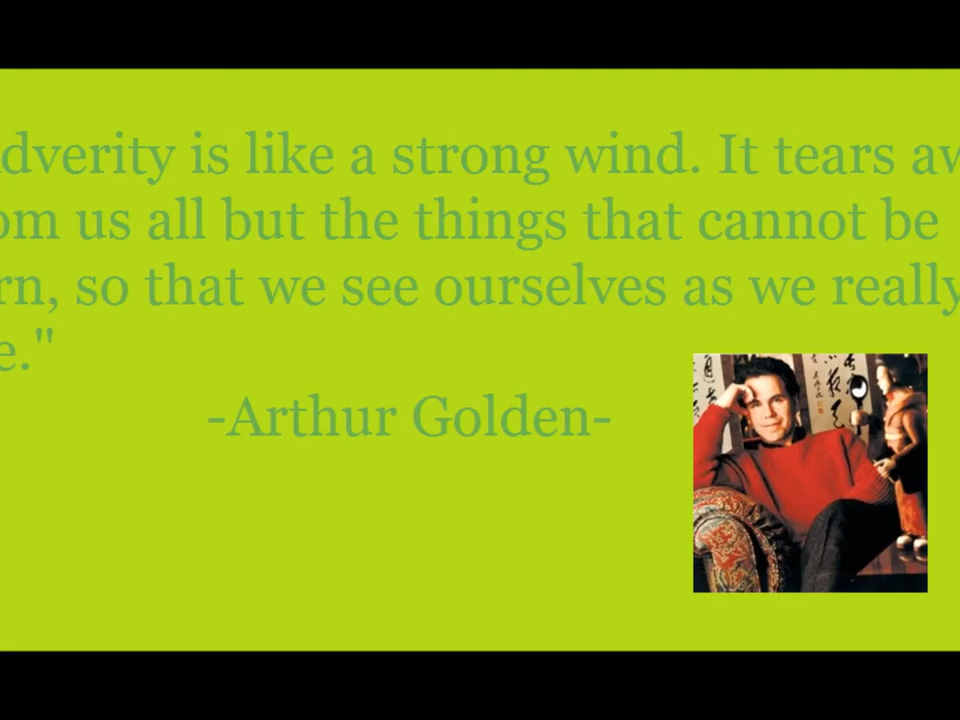 dverity is like a strong wind. It tears aw
om us all but the things that cannot be
rn, so that we see ourselves as we really
e."
-Arthur Golden-